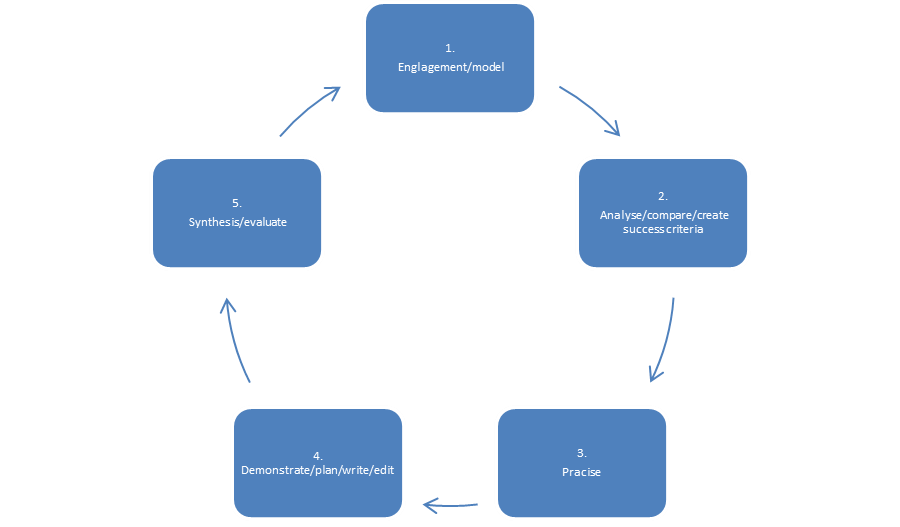 1.
Englagement/model
2.
Analyse/compare/create
success criteria
3.
Pracise
4.
Demonstrate/plan/write/edit
5.
Synthesis/evaluate